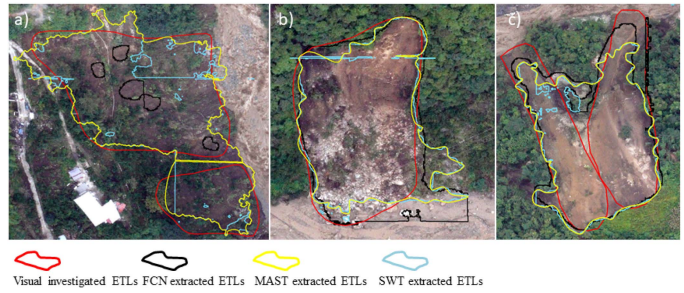 a) b) c)
Visual investigated ETLs FCN extracted ETLs MAST extracted ETLs SWT extracted ETLs